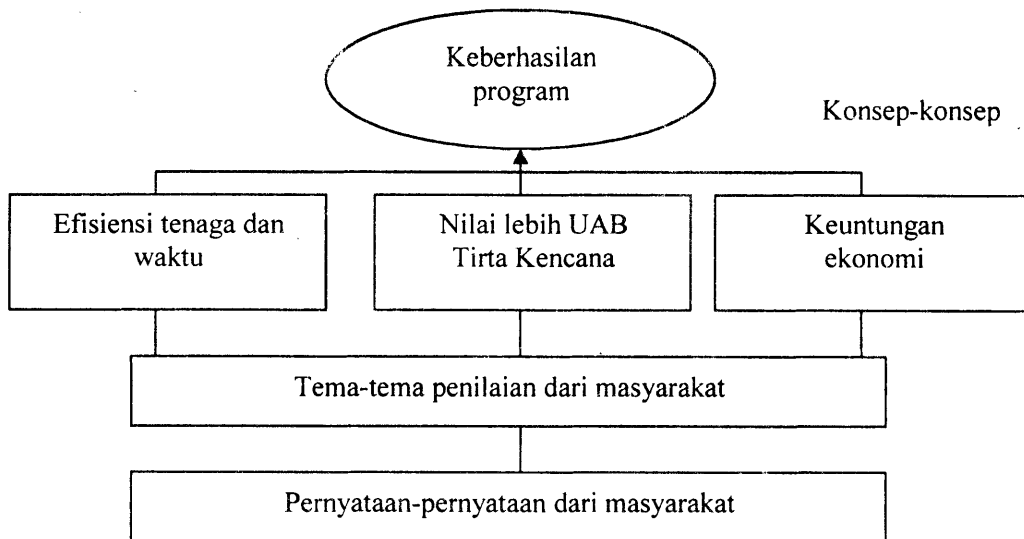 Keberhasilan
program
Konsep-konsep
Efisiensi tenaga dan
waktu
Nilai lebih UAB
Tirta Kencana
Keuntungan
ekonomi
Tema-tema penilaian dari masyarakat
Pernyataan-pernyataan dari masyarakat